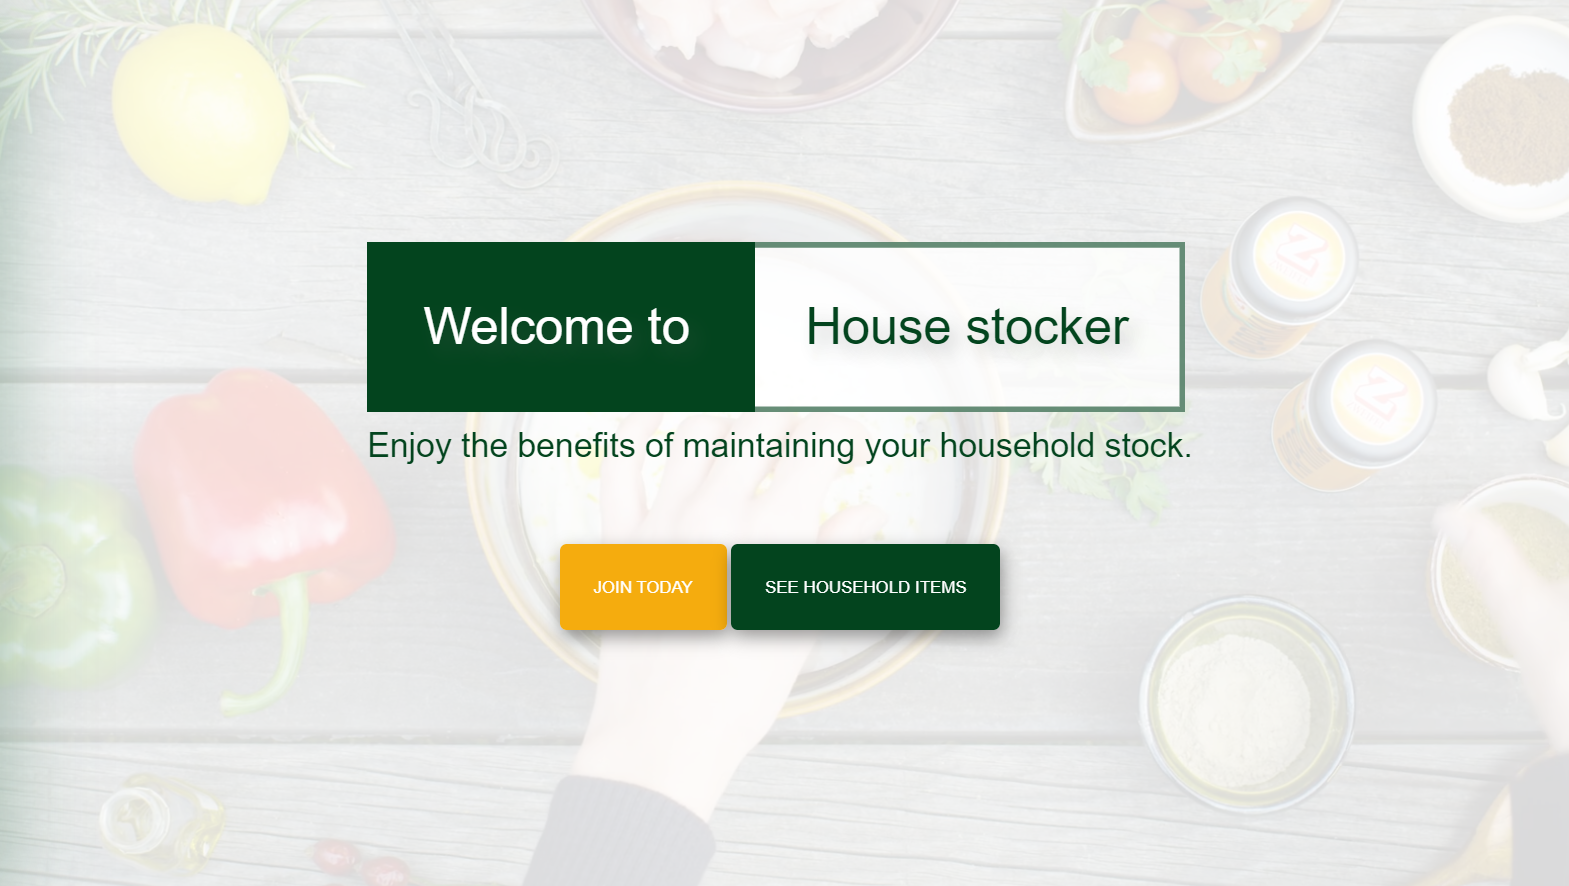 Welcome to House stocker
Enjoy the benefits of maintaining your household stock.
JOIN TODAY SEE HOUSEHOLD ITEMS